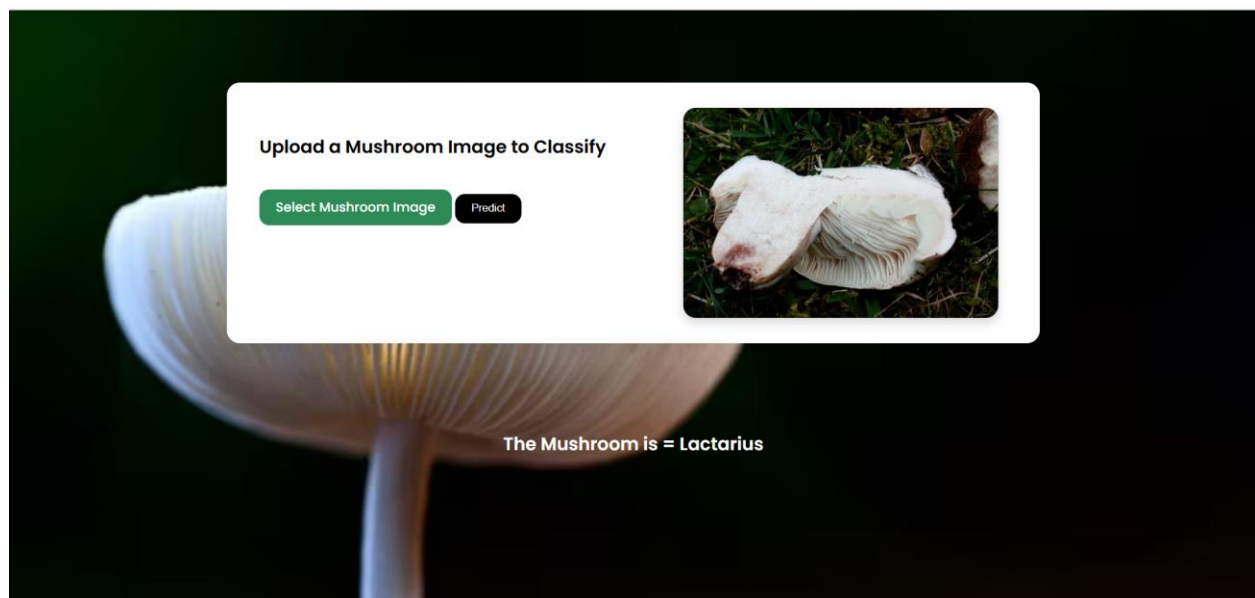 Upload a Mushroom Image to Classify
Select Mushroom Image Predict
The Mushroom is = Lactarius